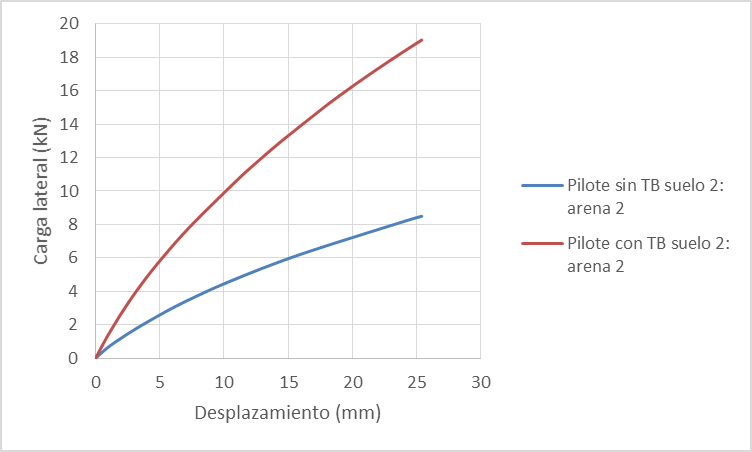 20
18
16
14
12
10
8
6
4
2
0
Carga lateral (kN)
0 5 10 15 20 25 30
Desplazamiento (mm)
Pilote sin TB suelo 2:
arena 2
Pilote con TB suelo 2:
arena 2